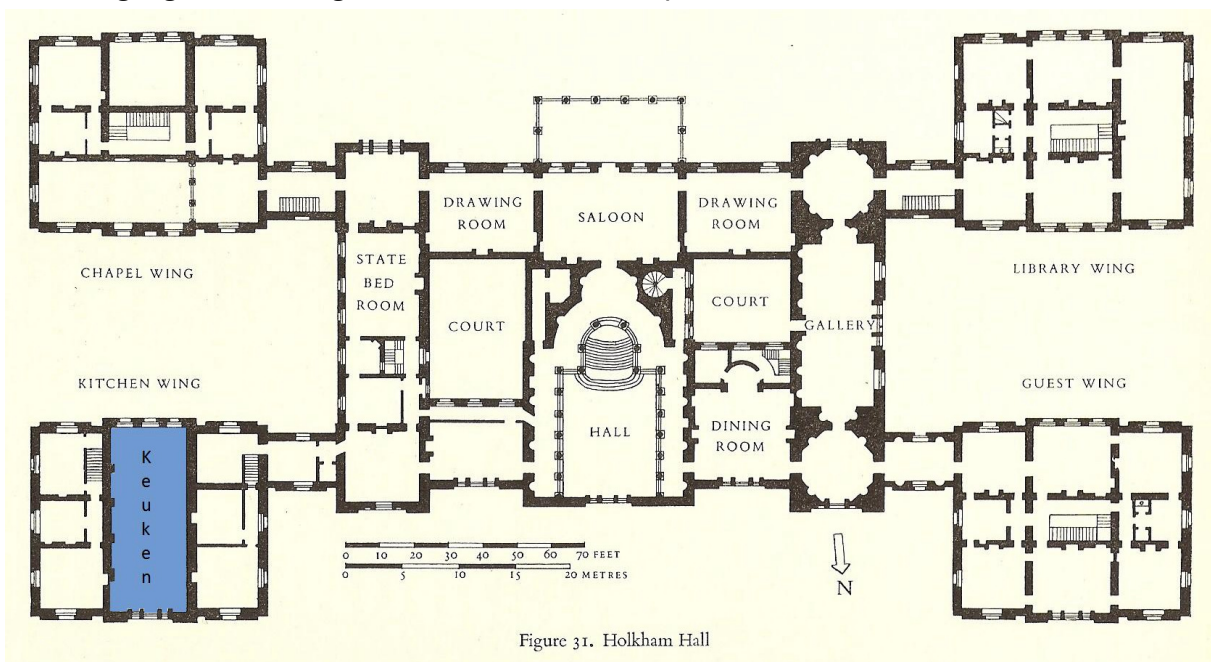 DRAWING
ROOM
SALOON
DRAWING
ROOM
STATE
BED
ROOM
CHAPEL WING
LIBRARY WING
COURT
COURT
GALLERY
KITCHEN WING
GUEST WING
HALL
DINING
ROOM
Keuken
0 10 20 30 40 50 60 70 FEET
0 5 10 15 20 METRES
N
Figure 31. Holkham Hall